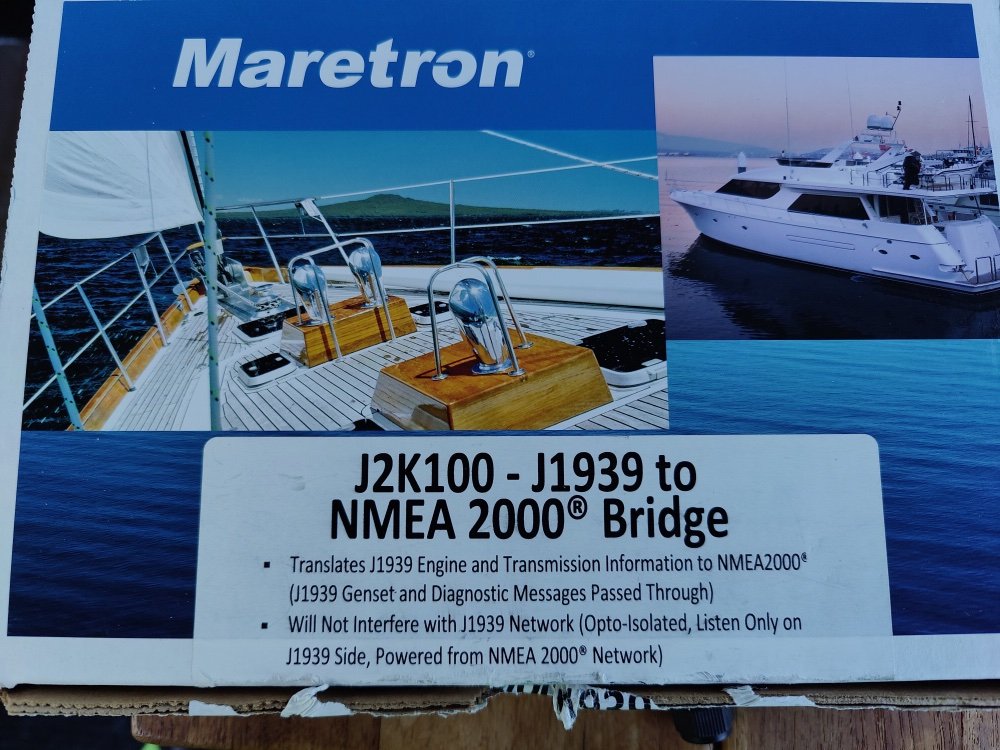 Maretron®
J2K100 - J1939 to
NMEA 2000® Bridge
▪ Translates J1939 Engine and Transmission Information to NMEA2000®
(J1939 Genset and Diagnostic Messages Passed Through)
▪ Will Not Interfere with J1939 Network (Opto-Isolated, Listen Only on
J1939 Side, Powered from NMEA 2000® Network)